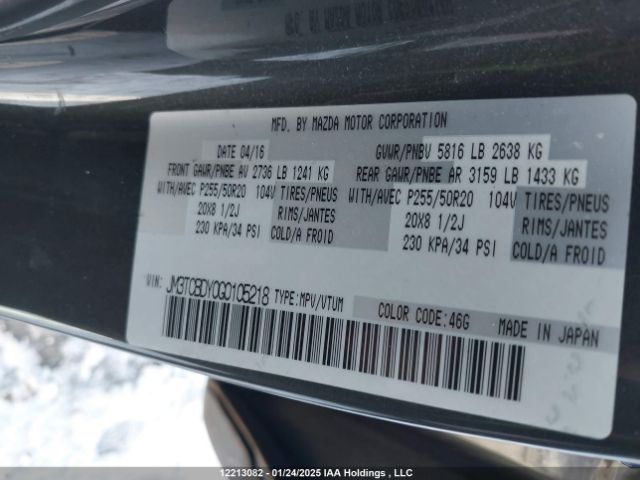 MFD. BY MAZDA MOTOR CORPORATION
DATE 04/16 GVWR/PNBV 5816 LB 2638 KG
FRONT GAWR/PNBE AV 2736 LB 1241 KG REAR GAWR/PNBE AR 3159 LB 1433 KG
WITH/AVEC P255/50R20 104V TIRES/PNEUS WITH/AVEC P255/50R20 104V TIRES/PNEUS
20X8 1/2J RIMS/JANTES 20X8 1/2J RIMS/JANTES
230 KPA/34 PSI COLD/A FROID 230 KPA/34 PSI COLD/A FROID
VIN: JM3TCBDY0G0105218 TYPE:MPV/VTUM
COLOR CODE:46G MADE IN JAPAN
12213082 - 01/24/2025 IAA Holdings , LLC